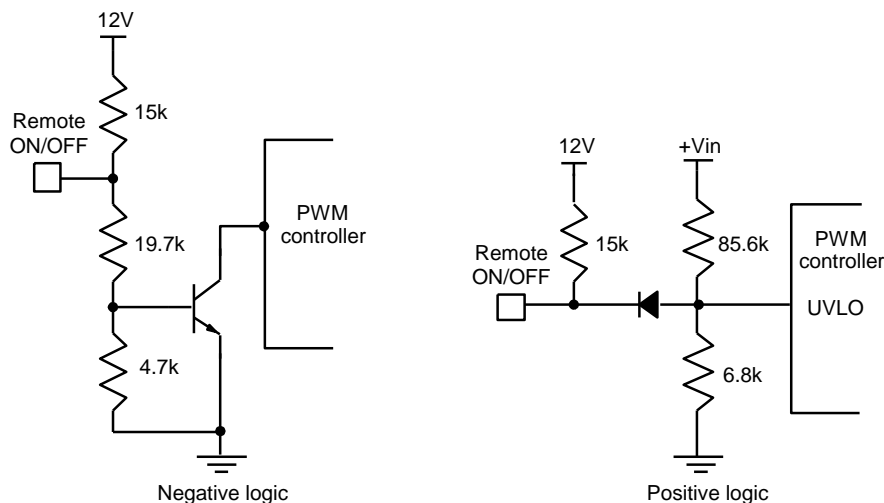 12V
15k
Remote
ON/OFF
PWM
controller
19.7k
4.7k
Negative logic
12V
+Vin
Remote
ON/OFF
15k
85.6k
PWM
controller
UVLO
6.8k
Positive logic